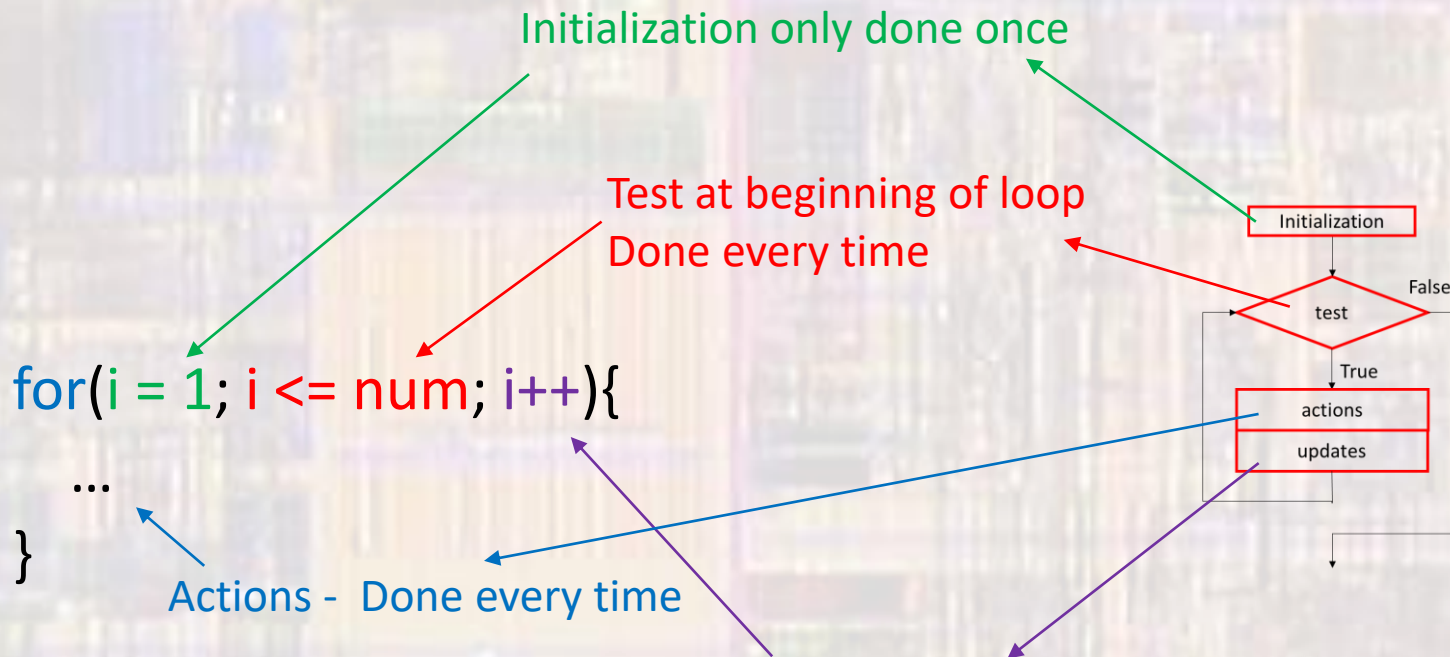 Initialization only done once
Test at beginning of loop
Done every time
for(i = 1; i <= num; i++){
...
}
Actions - Done every time
Initialization
test
False
True
actions
updates